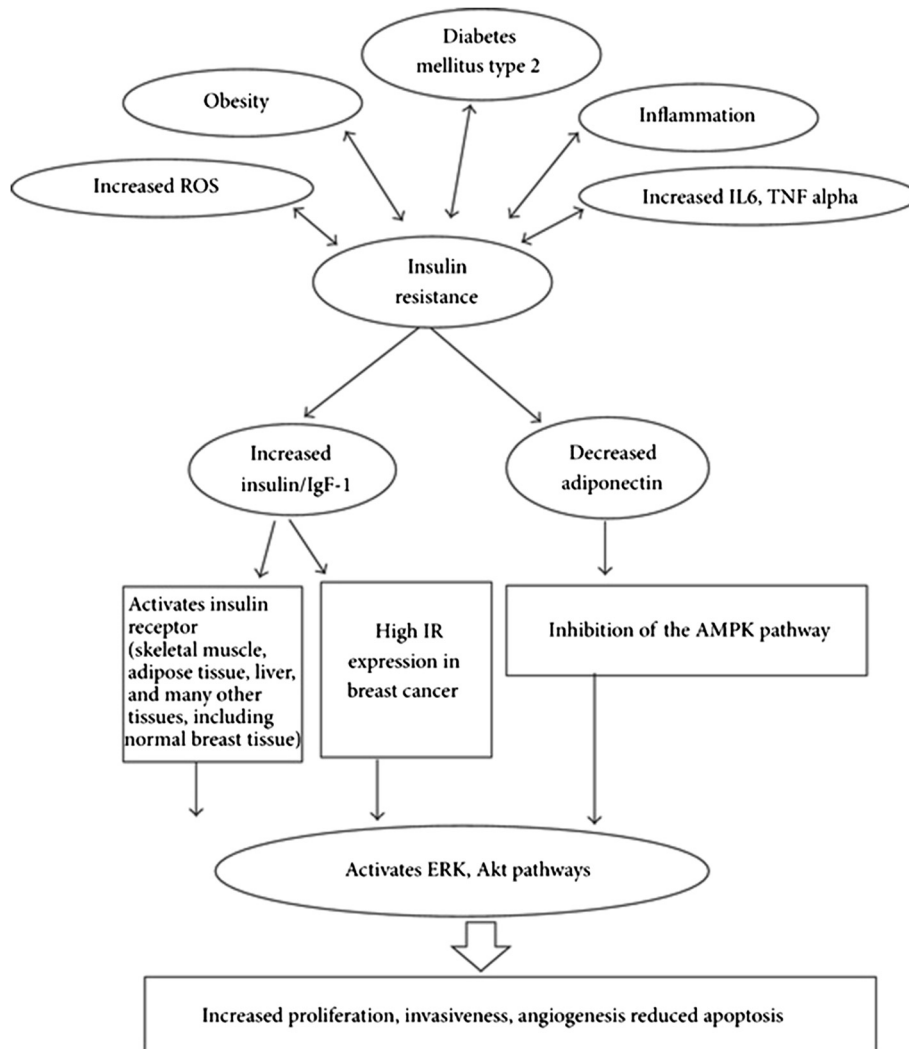 Diabetes
mellitus type 2
Obesity
Inflammation
Increased ROS
Increased IL6, TNF alpha
Insulin
resistance
Increased
insulin/IgF-1
Decreased
adiponectin
Activates insulin
receptor
(skeletal muscle,
adipose tissue, liver,
and many other
tissues, including
normal breast tissue)
High IR
expression in
breast cancer
Inhibition of the AMPK pathway
Activates ERK, Akt pathways
Increased proliferation, invasiveness, angiogenesis reduced apoptosis